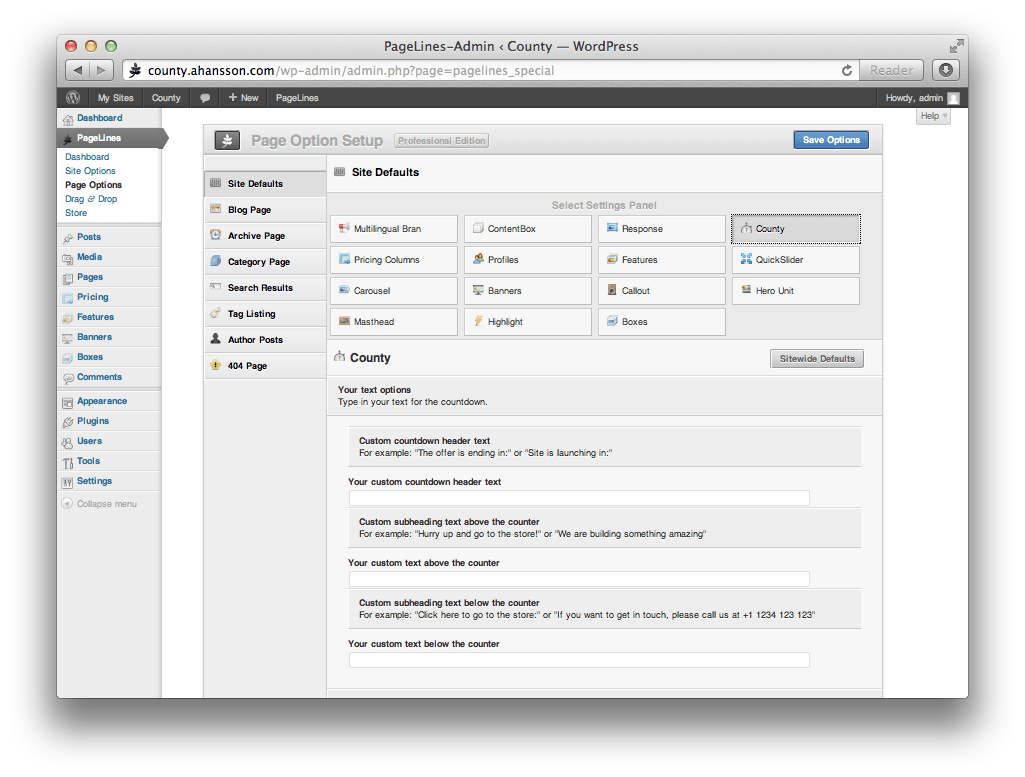 PageLines-Admin ‹ County — WordPress
county.ahansson.com/wp-admin/admin.php?page=pagelines_special
Reader
My Sites
County
+ New
PageLines
Howdy, admin
Help
Dashboard
PageLines
Dashboard
Site Options
Page Options
Drag & Drop
Store
Posts
Media
Pages
Pricing
Features
Banners
Boxes
Comments
Appearance
Plugins
Users
Tools
Settings
Collapse menu
Page Option Setup
Professional Edition
Save Options
Site Defaults
Blog Page
Archive Page
Category Page
Search Results
Tag Listing
Author Posts
404 Page
Site Defaults
Select Settings Panel
Multilingual Bran
ContentBox
Response
County
Pricing Columns
Profiles
Features
QuickSlider
Carousel
Banners
Callout
Hero Unit
Masthead
Highlight
Boxes
County
Sitewide Defaults
Your text options
Type in your text for the countdown.
Custom countdown header text
For example: "The offer is ending in:" or "Site is launching in:"
Your custom countdown header text
Custom subheading text above the counter
For example: "Hurry up and go to the store!" or "We are building something amazing"
Your custom text above the counter
Custom subheading text below the counter
For example: "Click here to go to the store:" or "If you want to get in touch, please call us at +1 1234 123 123"
Your custom text below the counter